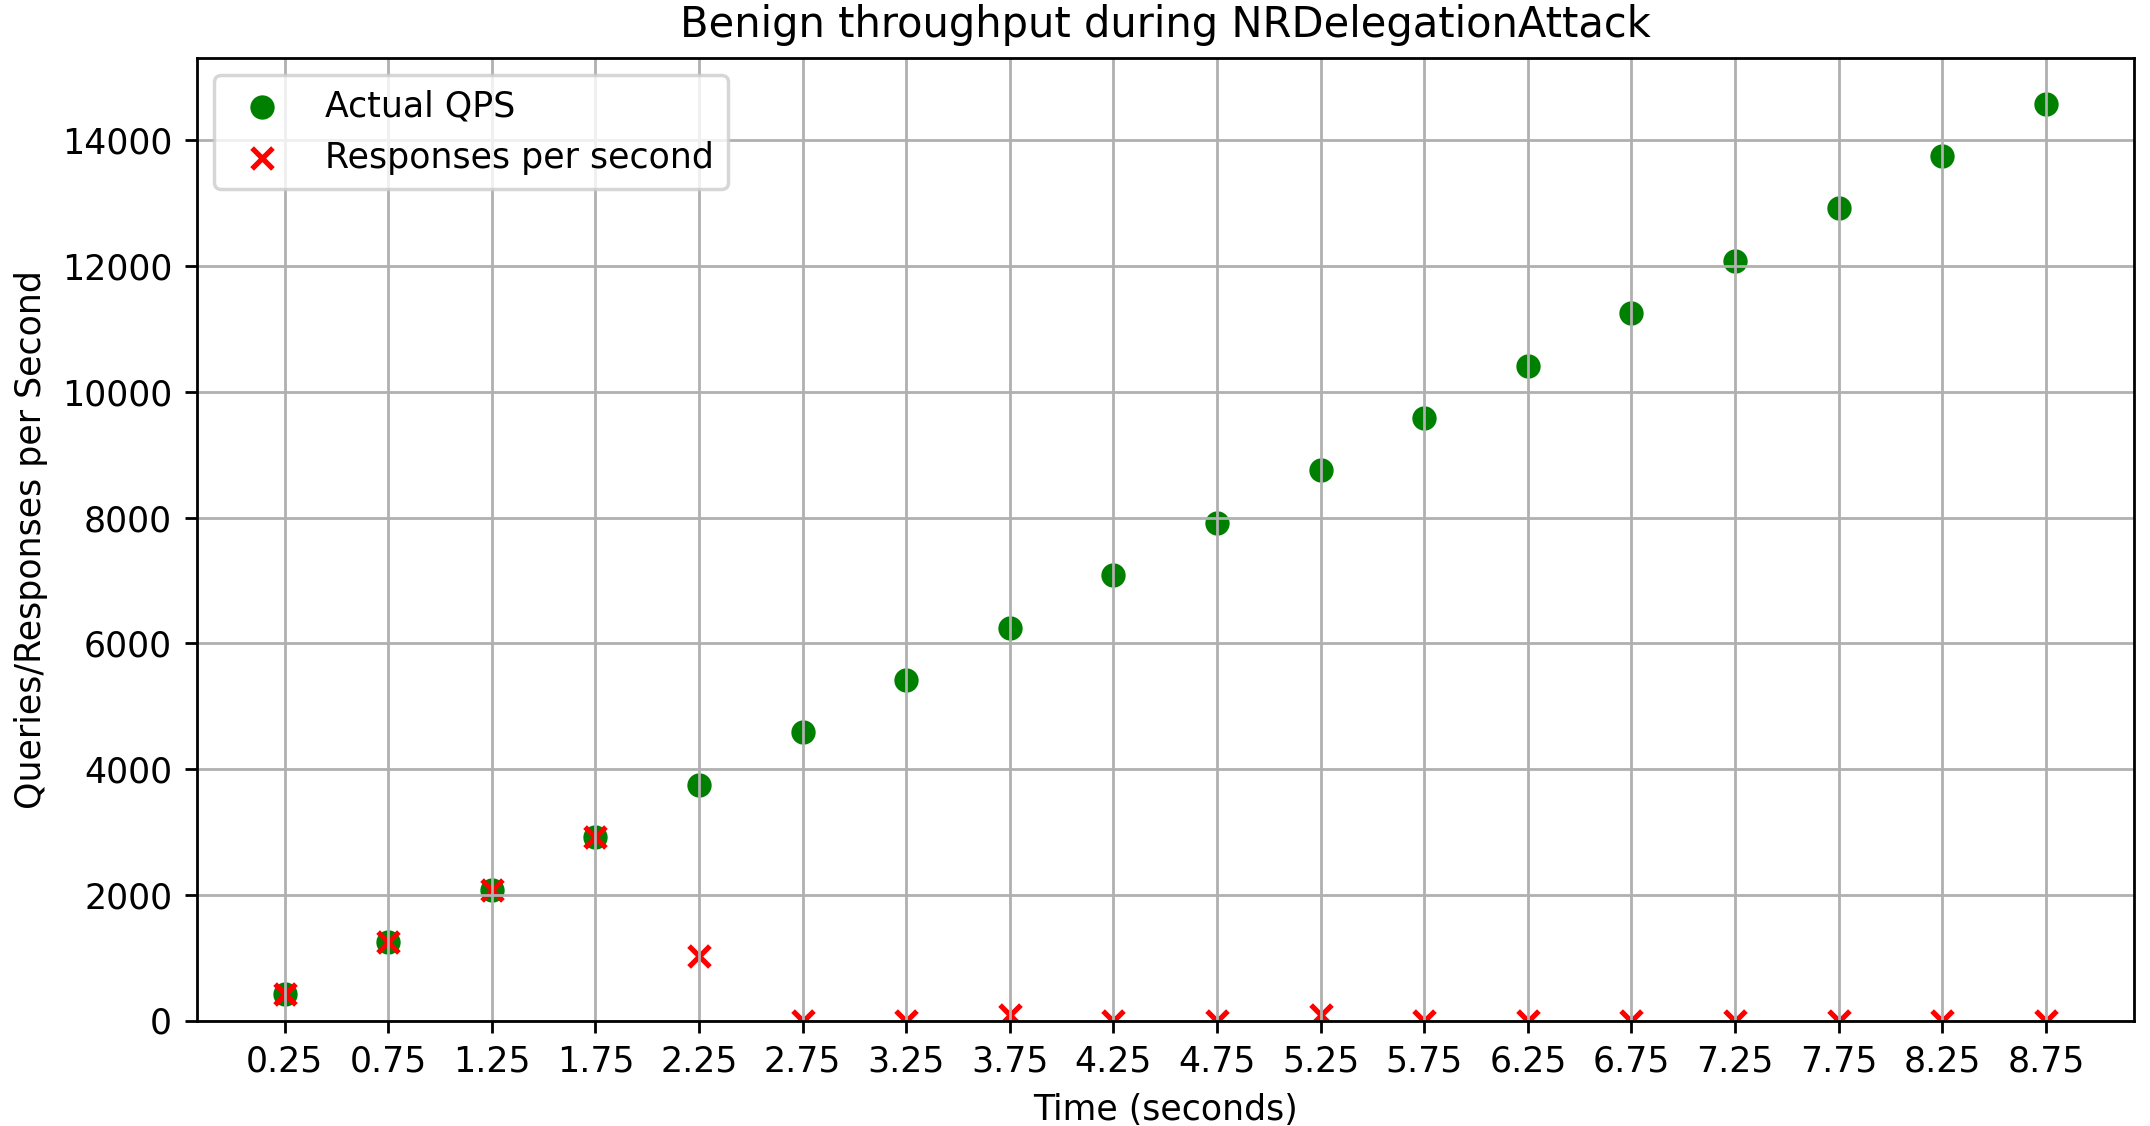 Benign throughput during NRDelegationAttack
Actual QPS
Responses per second
Queries/Responses per Second
14000
12000
10000
8000
6000
4000
2000
0
0.25 0.75 1.25 1.75 2.25 2.75 3.25 3.75 4.25 4.75 5.25 5.75 6.25 6.75 7.25 7.75 8.25 8.75
Time (seconds)